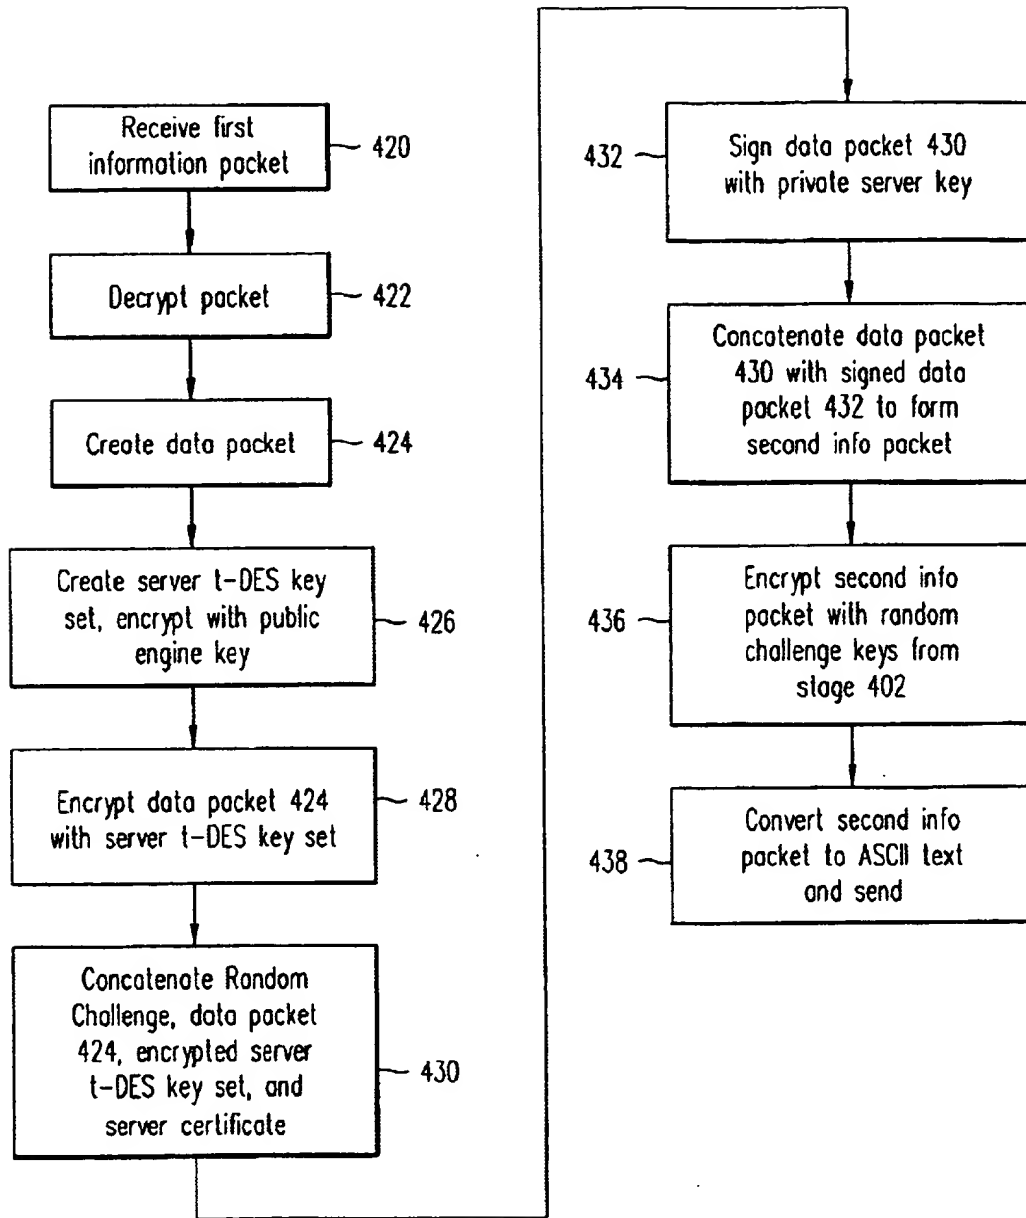 Receive first
information packet
420
Decrypt packet
422
Create data packet
424
Create server t-DES key
set, encrypt with public
engine key
426
Encrypt data packet 424
with server t-DES key set
428
Concatenate Random
Challenge, data packet
424, encrypted server
t-DES key set, and
server certificate
430
432
Sign data packet 430
with private server key
434
Concatenate data packet
430 with signed data
packet 432 to form
second info packet
436
Encrypt second info
packet with random
challenge keys from
stage 402
438
Convert second info
packet to ASCII text
and send